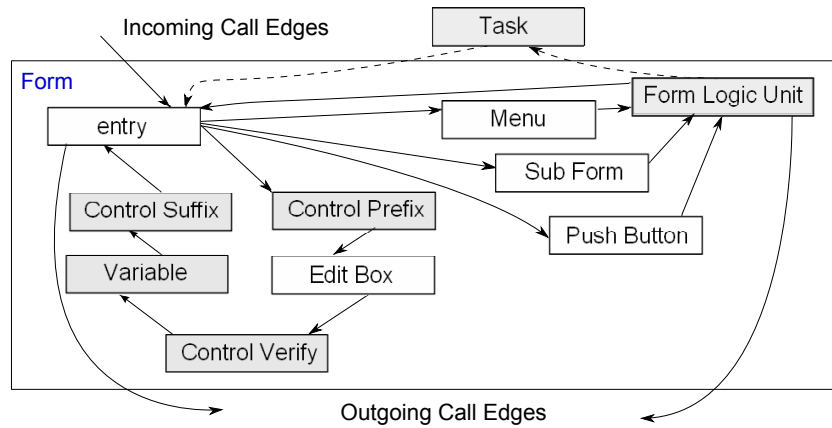 Incoming Call Edges
Task
Form
Form Logic Unit
entry
Menu
Sub Form
Control Suffix
Control Prefix
Push Button
Variable
Edit Box
Control Verify
Outgoing Call Edges